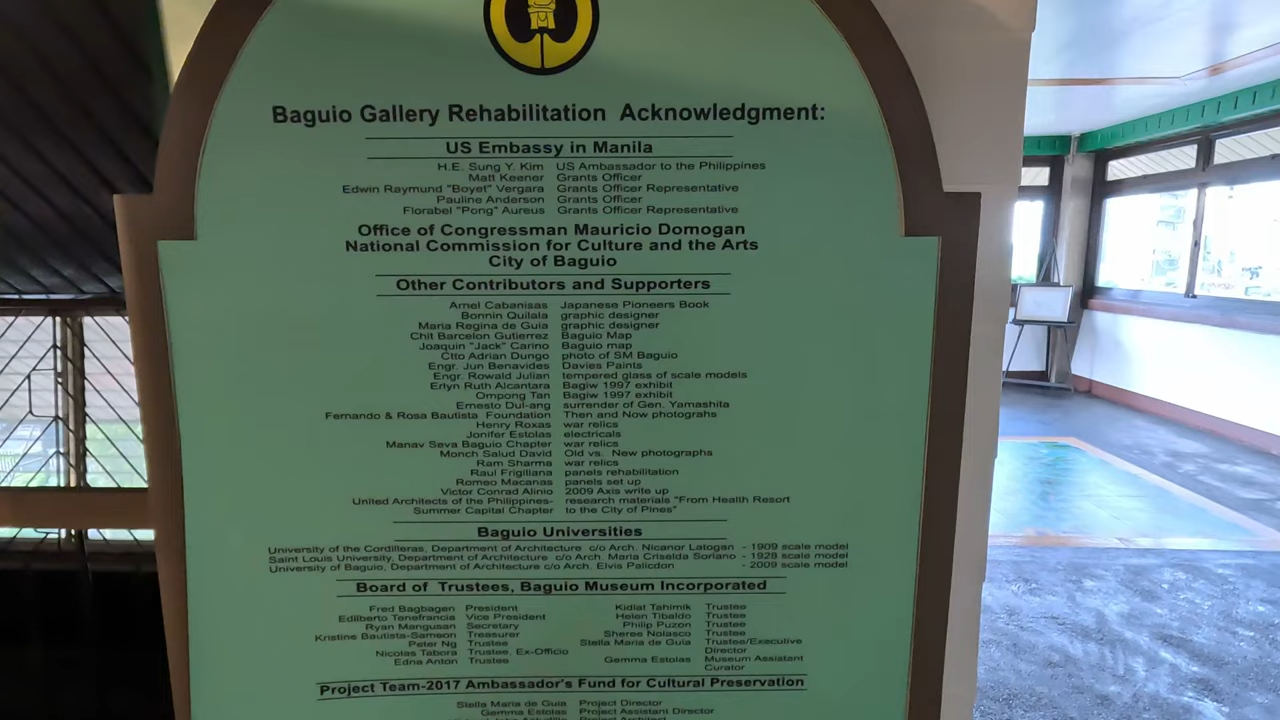 Baguio Gallery Rehabilitation Acknowledgment:
US Embassy in Manila
H.E. Sung Y. Kim US Ambassador to the Philippines
Matt Keener Grants Officer
Edwin Raymund "Boyet" Vergara Grants Officer Representative
Pauline Anderson Grants Officer
Florabel "Pong" Aureus Grants Officer Representative
Office of Congressman Mauricio Domogan
National Commission for Culture and the Arts
City of Baguio
Other Contributors and Supporters
Arnel Cabanisas Japanese Pioneers Book
Bonnin Quilala graphic designer
Maria Regina de Guia graphic designer
Chit Barcelon Gutierrez Baguio Map
Joaquin "Jack" Carino Baguio map
Otto Adrian Dungo photo of SM Baguio
Engr. Jun Benavides Davies Paints
Engr. Rowald Julian tempered glass of scale models
Erlyn Ruth Alcantara Bagiw 1997 exhibit
Ompong Tan Bagiw 1997 exhibit
Ernesto Dul-ang surrender of Gen. Yamashita
Fernando & Rosa Bautista Foundation Then and Now photograhs
Henry Roxas war relics
Jonifer Estolas electricals
Manav Seva Baguio Chapter war relics
Monch Salud David Old vs. New photographs
Ram Sharma war relics
Raul Frigillana panels rehabilitation
Romeo Macanas panels set up
Victor Conrad Alinio 2009 Axis write up
United Architects of the Philippines- research materials "From Health Resort
Summer Capital Chapter to the City of Pines"
Baguio Universities
University of the Cordilleras, Department of Architecture c/o Arch. Nicanor Latogan - 1909 scale model
Saint Louis University, Department of Architecture c/o Arch. Maria Criselda Soriano - 1928 scale model
University of Baguio, Department of Architecture c/o Arch. Elvis Palicdon - 2009 scale model
Board of Trustees, Baguio Museum Incorporated
Fred Bagbagen President Kidlat Tahimik Trustee
Edilberto Tenefrancia Vice President Helen Tibaldo Trustee
Ryan Mangusan Secretary Philip Puzon Trustee
Kristine Bautista-Sameon Treasurer Sheree Nolasco Trustee
Peter Ng Trustee Stella Maria de Guia Trustee/Executive
Nicolas Tabora Trustee, Ex-Officio Director
Edna Anton Trustee Gemma Estolas Museum Assistant
Curator
Project Team-2017 Ambassador's Fund for Cultural Preservation
Stella Maria de Guia Project Director
Gemma Estolas Project Assistant Director
Project Architect